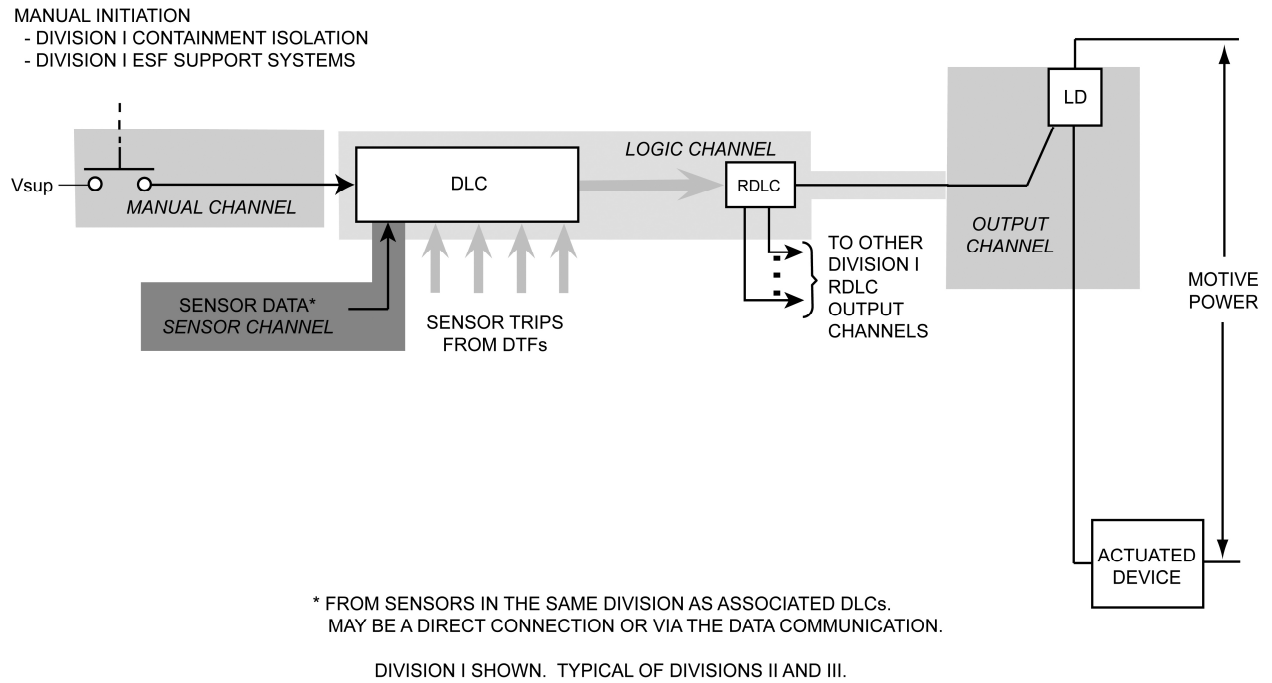 MANUAL INITIATION
- DIVISION I CONTAINMENT ISOLATION
- DIVISION I ESF SUPPORT SYSTEMS
Vsup
MANUAL CHANNEL
DLC
LOGIC CHANNEL
RDLC
LD
OUTPUT
CHANNEL
SENSOR DATA*
SENSOR CHANNEL
SENSOR TRIPS
FROM DTFs
TO OTHER
DIVISION I
RDLC
OUTPUT
CHANNELS
MOTIVE
POWER
ACTUATED
DEVICE
* FROM SENSORS IN THE SAME DIVISION AS ASSOCIATED DLCs.
MAY BE A DIRECT CONNECTION OR VIA THE DATA COMMUNICATION.
DIVISION I SHOWN. TYPICAL OF DIVISIONS II AND III.